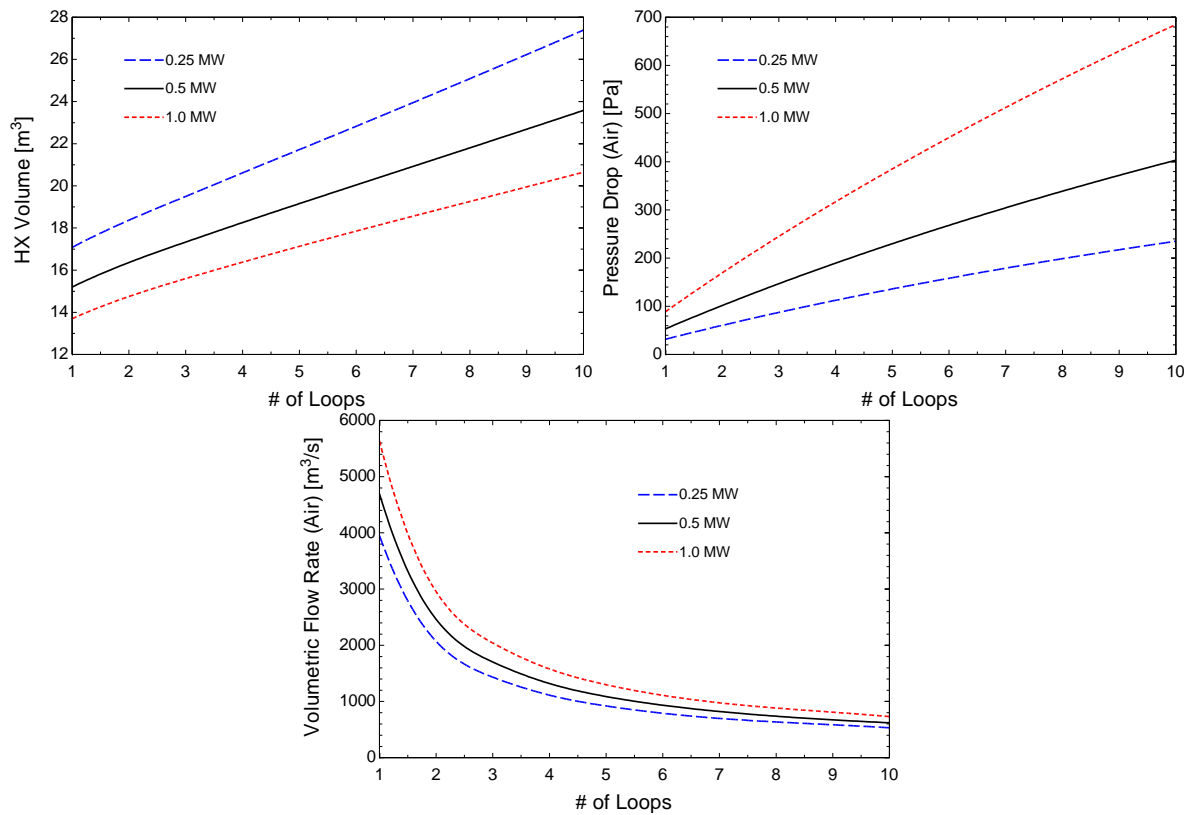 HX Volume [m³]
28
26
24
22
20
18
16
14
12
0.25 MW
0.5 MW
1.0 MW
1 2 3 4 5 6 7 8 9 10
# of Loops
Pressure Drop (Air) [Pa]
700
600
500
400
300
200
100
0
0.25 MW
0.5 MW
1.0 MW
1 2 3 4 5 6 7 8 9 10
# of Loops
Volumetric Flow Rate (Air) [m³/s]
6000
5000
4000
3000
2000
1000
0
0.25 MW
0.5 MW
1.0 MW
1 2 3 4 5 6 7 8 9 10
# of Loops